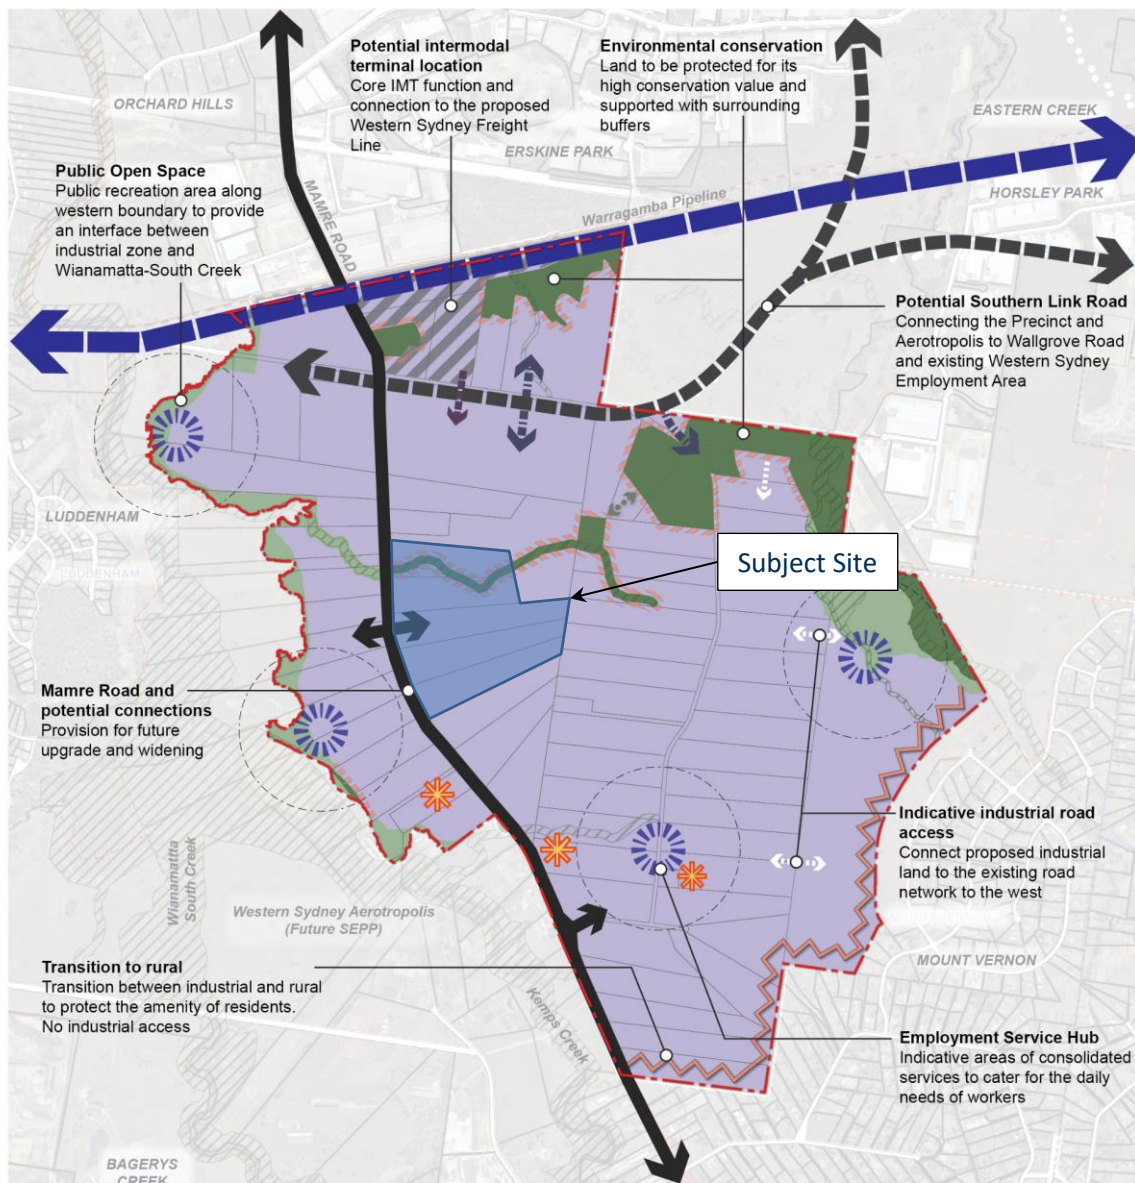 Potential intermodal
terminal location
Core IMT function and
connection to the proposed
Western Sydney Freight
Line
Environmental conservation
Land to be protected for its
high conservation value and
supported with surrounding
buffers
ORCHARD HILLS
ERSKINE PARK
EASTERN CREEK
HORSLEY PARK
Public Open Space
Public recreation area along
western boundary to provide
an interface between
industrial zone and
Wianamatta-South Creek
MAMRE ROAD
Warragamba Pipeline
Potential Southern Link Road
Connecting the Precinct and
Aerotropolis to Wallgrove Road
and existing Western Sydney
Employment Area
LUDDENHAM
LUDDENHAM
Subject Site
Mamre Road and
potential connections
Provision for future
upgrade and widening
Indicative industrial road
access
Connect proposed industrial
land to the existing road
network to the west
Wianamattta
South Creek
Western Sydney Aerotropolis
(Future SEPP)
MOUNT VERNON
Transition to rural
Transition between industrial and rural
to protect the amenity of residents.
No industrial access
Kemps Creek
Employment Service Hub
Indicative areas of consolidated
services to cater for the daily
needs of workers
BAGERYS
CREEK